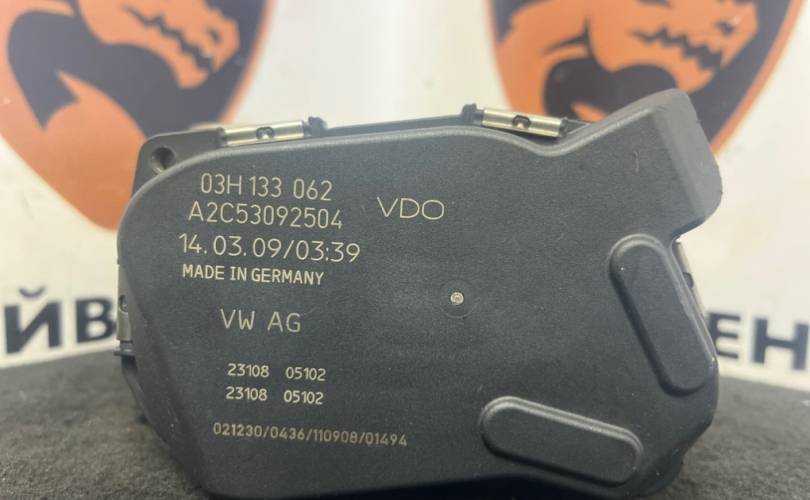 03H 133 062
A2C53092504
VDO
14.03.09/03:39
MADE IN GERMANY
VW AG
23108 05102
23108 05102
021230/0436/110908/01494
ЙВ
ЕН